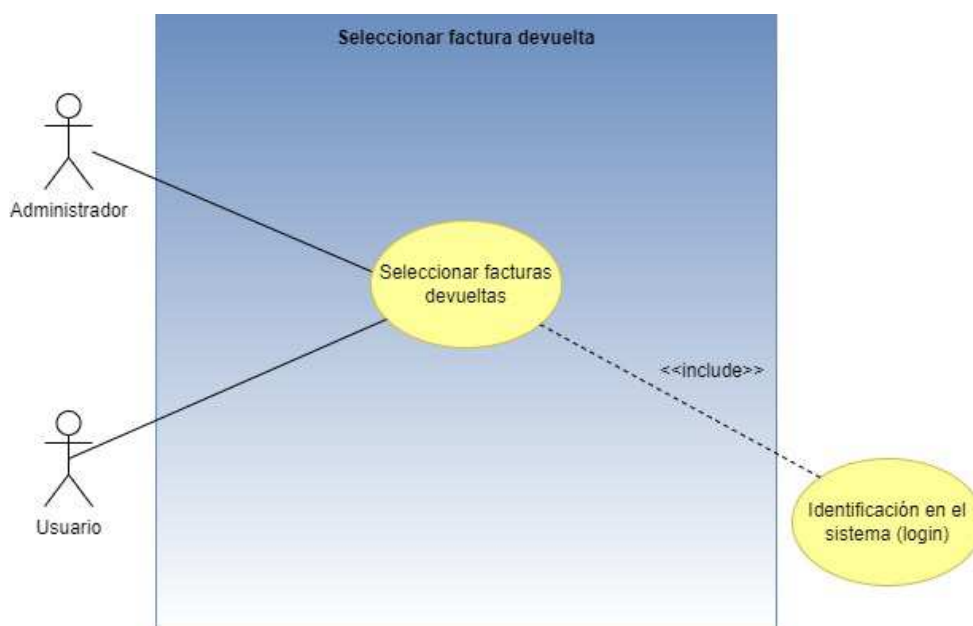 Seleccionar factura devuelta
Administrador
Seleccionar facturas
devueltas
<<include>>
Usuario
Identificación en el
sistema (login)